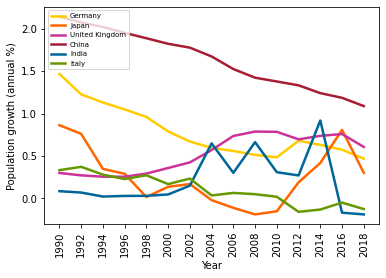 Germany
Japan
United Kingdom
China
India
Italy
Population growth (annual %)
2.0
1.5
1.0
0.5
0.0
1990
1992
1994
1996
1998
2000
2002
2004
2006
2008
2010
2012
2014
2016
2018
Year